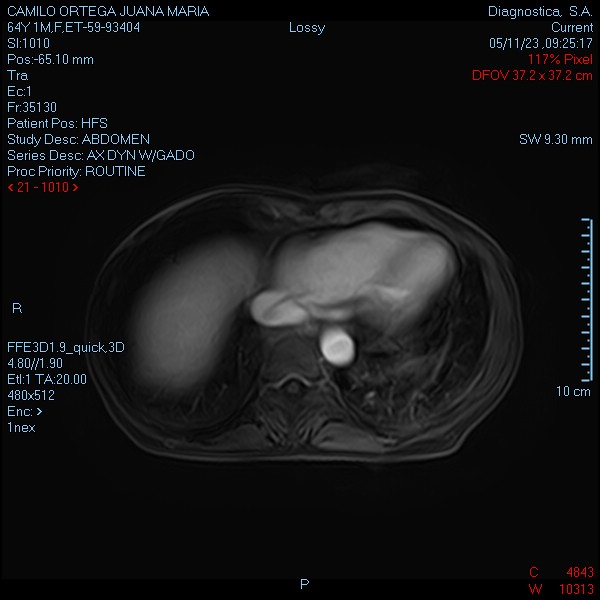 CAMILO ORTEGA JUANA MARIA
64Y 1M,F,ET-59-93404
SI:1010
Pos:-65.10 mm
Tra
Ec:1
Fr:35130
Patient Pos: HFS
Study Desc: ABDOMEN
Series Desc: AX DYN W/GADO
Proc Priority: ROUTINE
< 21 - 1010 >
Lossy
Diagnostica, S.A.
Current
05/11/23 ,09:25:17
117% Pixel
DFOV 37.2 x 37.2 cm
SW 9.30 mm
R
FFE3D1.9_quick,3D
4.80//1.90
Etl:1 TA:20.00
480x512
Enc: >
1nex
10 cm
P
C 4843
W 10313